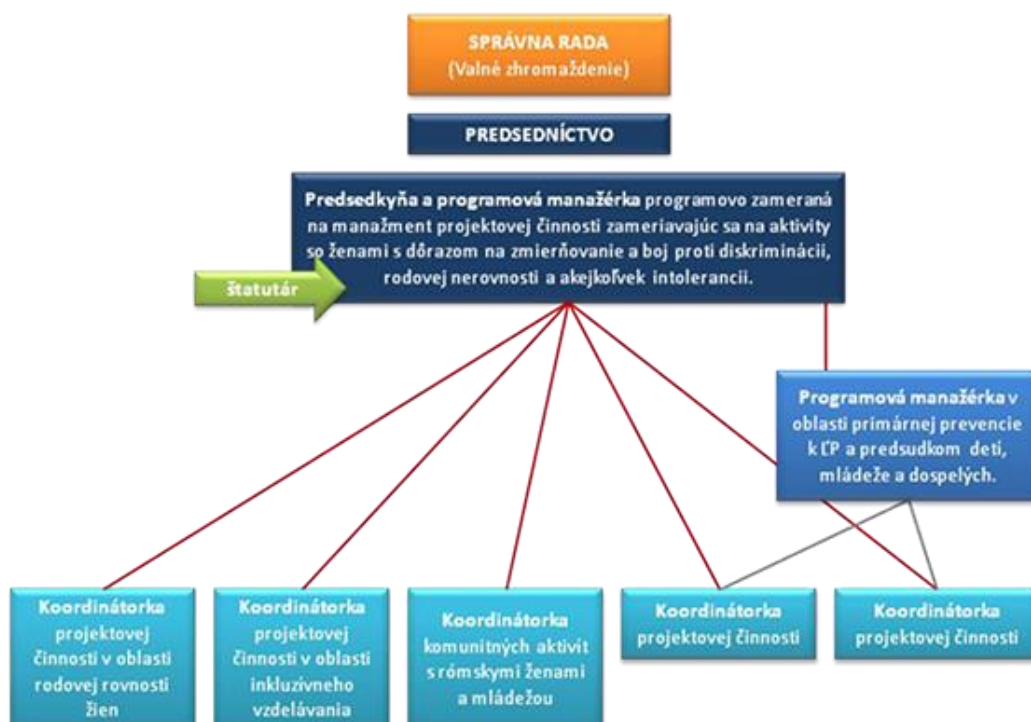 SPRÁVNA RADA
(Valné zhromaždenie)
PREDSEDNÍCTVO
Predsedkyňa a programová manažérka programovo zameraná
na manažment projektovej činnosti zameriavajúc sa na aktivity
so ženami s dôrazom na zmierňovanie a boj proti diskriminácii,
rodovej nerovnosti a akejkoľvek intolerancii.
štatutár
Programová manažérka v
oblasti primárnej prevencie
k ĽP a predsudkom detí,
mládeže a dospelých.
Koordinátorka
projektovej
činnosti v oblasti
rodovej rovnosti
žien
Koordinátorka
projektovej
činnosti v oblasti
inkluzívneho
vzdelávania
Koordinátorka
komunitných aktivít
s rómskymi ženami
a mládežou
Koordinátorka
projektovej činnosti
Koordinátorka
projektovej činnosti